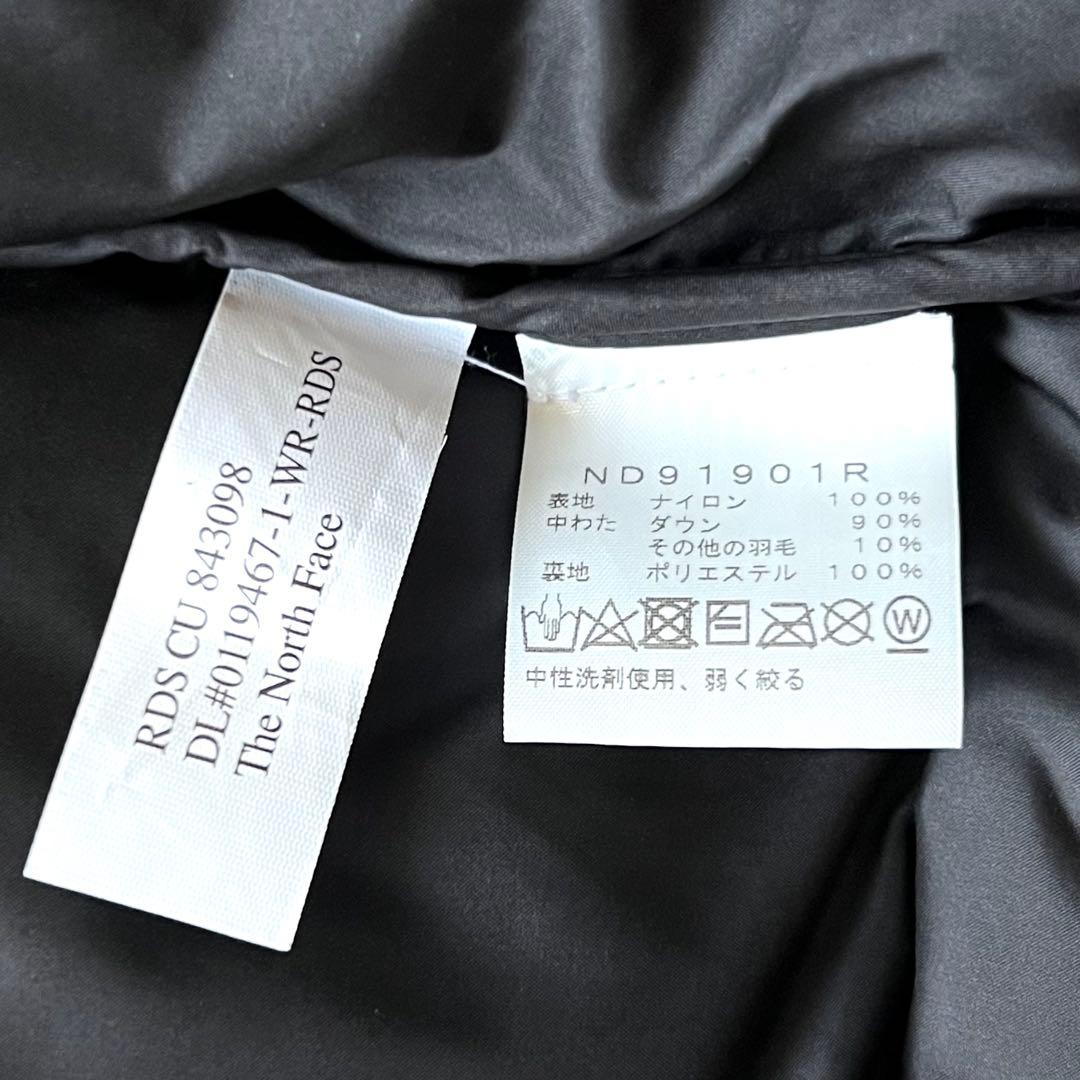 RDS CU 843098
DL#01194467-1-WR-RDS
The North Face
ND91901R
表地 ナイロン 100%
中わた ダウン 90%
その他の羽毛 10%
裏地 ポリエステル 100%
W
中性洗剤使用、弱く絞る